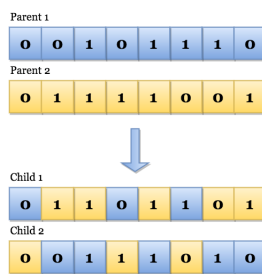 Parent 1
0 0 1 0 1 1 1 0
Parent 2
0 1 1 1 1 0 0 1
Child 1
0 1 1 0 1 1 0 1
Child 2
0 0 1 1 1 0 1 0